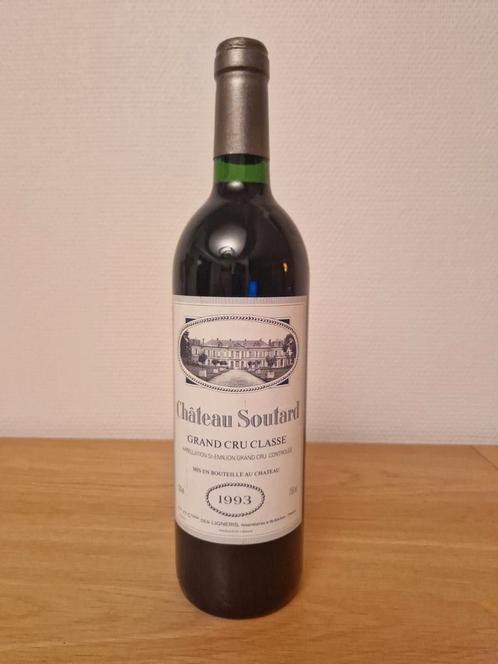 Château Soutard
GRAND CRU CLASSE
APPELLATION St-EMILION GRAND CRU CONTROLEE
MIS EN BOUTEILLE AU CHATEAU
1993
DES LIGNERIS,